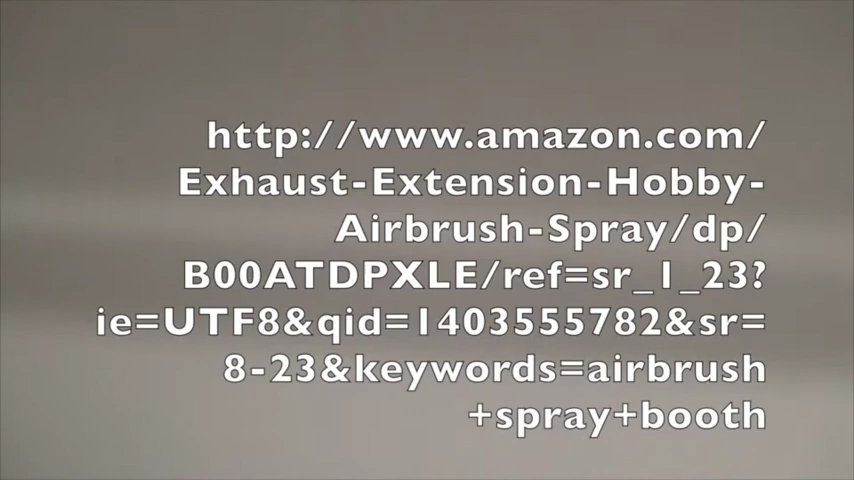 http://www.amazon.com/
Exhaust-Extension-Hobby-
Airbrush-Spray/dp/
B00ATDPXLE/ref=sr_1_23?
ie=UTF8&qid=1403555782&sr=
8-23&keywords=airbrush
+spray+booth